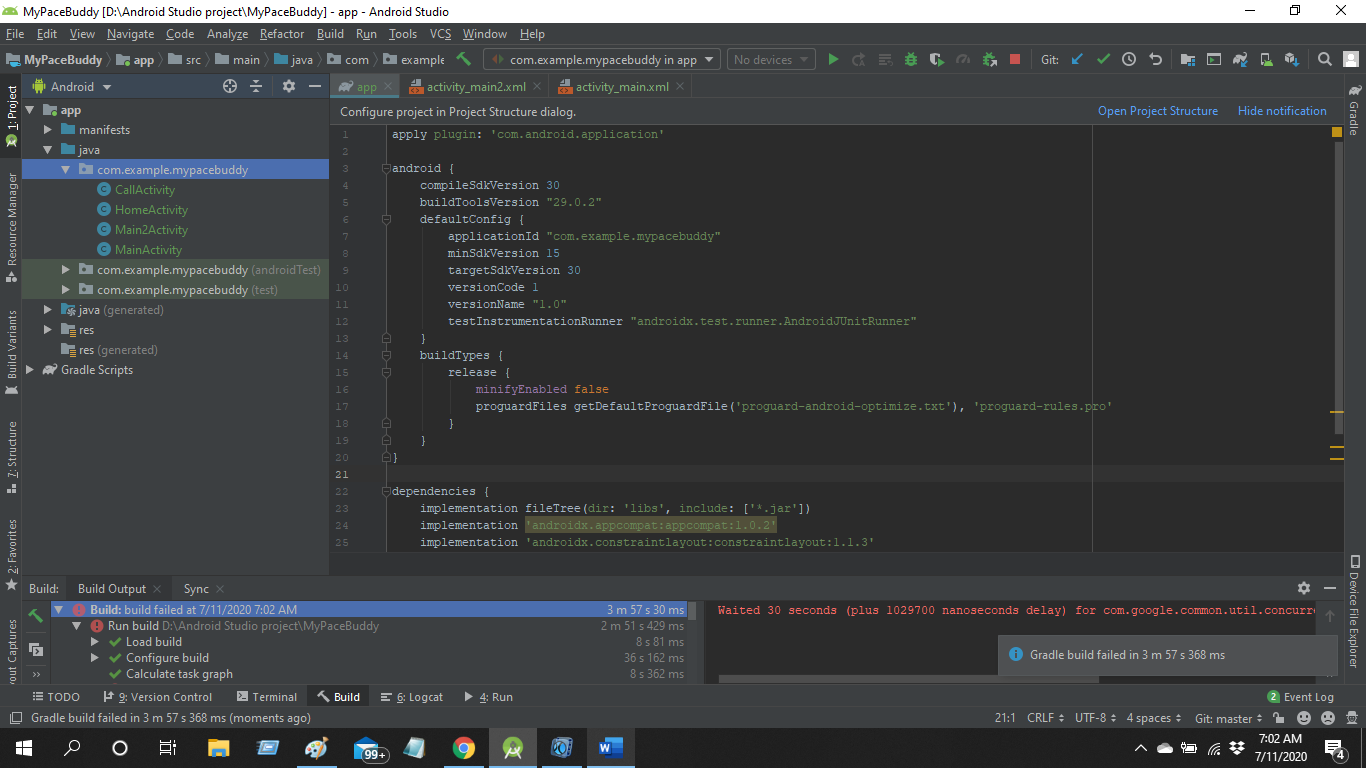 MyPaceBuddy [D:\Android Studio project\MyPaceBuddy] - app - Android Studio
File Edit View Navigate Code Analyze Refactor Build Run Tools VCS Window Help
MyPaceBuddy app src main java com example com.example.mypacebuddy in app No devices Git:
Android
app activity_main2.xml activity_main.xml
Configure project in Project Structure dialog. Open Project Structure Hide notification
1: Project
Resource Manager
Build Variants
7: Structure
2: Favorites
Layout Captures
app
manifests
java
com.example.mypacebuddy
CallActivity
HomeActivity
Main2Activity
MainActivity
com.example.mypacebuddy (androidTest)
com.example.mypacebuddy (test)
java (generated)
res
res (generated)
Gradle Scripts
1 apply plugin: 'com.android.application'
2
3 android {
4 compileSdkVersion 30
5 buildToolsVersion "29.0.2"
6 defaultConfig {
7 applicationId "com.example.mypacebuddy"
8 minSdkVersion 15
9 targetSdkVersion 30
10 versionCode 1
11 versionName "1.0"
12 testInstrumentationRunner "androidx.test.runner.AndroidJUnitRunner"
13 }
14 buildTypes {
15 release {
16 minifyEnabled false
17 proguardFiles getDefaultProguardFile('proguard-android-optimize.txt'), 'proguard-rules.pro'
18 }
19 }
20 }
21
22 dependencies {
23 implementation fileTree(dir: 'libs', include: ['*.jar'])
24 implementation 'androidx.appcompat:appcompat:1.0.2'
25 implementation 'androidx.constraintlayout:constraintlayout:1.1.3'
Gradle
Device File Explorer
Build: Build Output Sync
Build: build failed at 7/11/2020 7:02 AM 3 m 57 s 30 ms
Run build D:\Android Studio project\MyPaceBuddy 2 m 51 s 429 ms
Load build 8 s 81 ms
Configure build 36 s 162 ms
Calculate task graph 8 s 362 ms
Waited 30 seconds (plus 1029700 nanoseconds delay) for com.google.common.util.concurre
Gradle build failed in 3 m 57 s 368 ms
TODO 9: Version Control Terminal Build 6: Logcat 4: Run 2 Event Log
Gradle build failed in 3 m 57 s 368 ms (moments ago) 21:1 CRLF UTF-8 4 spaces Git: master
99+
7:02 AM
7/11/2020
4